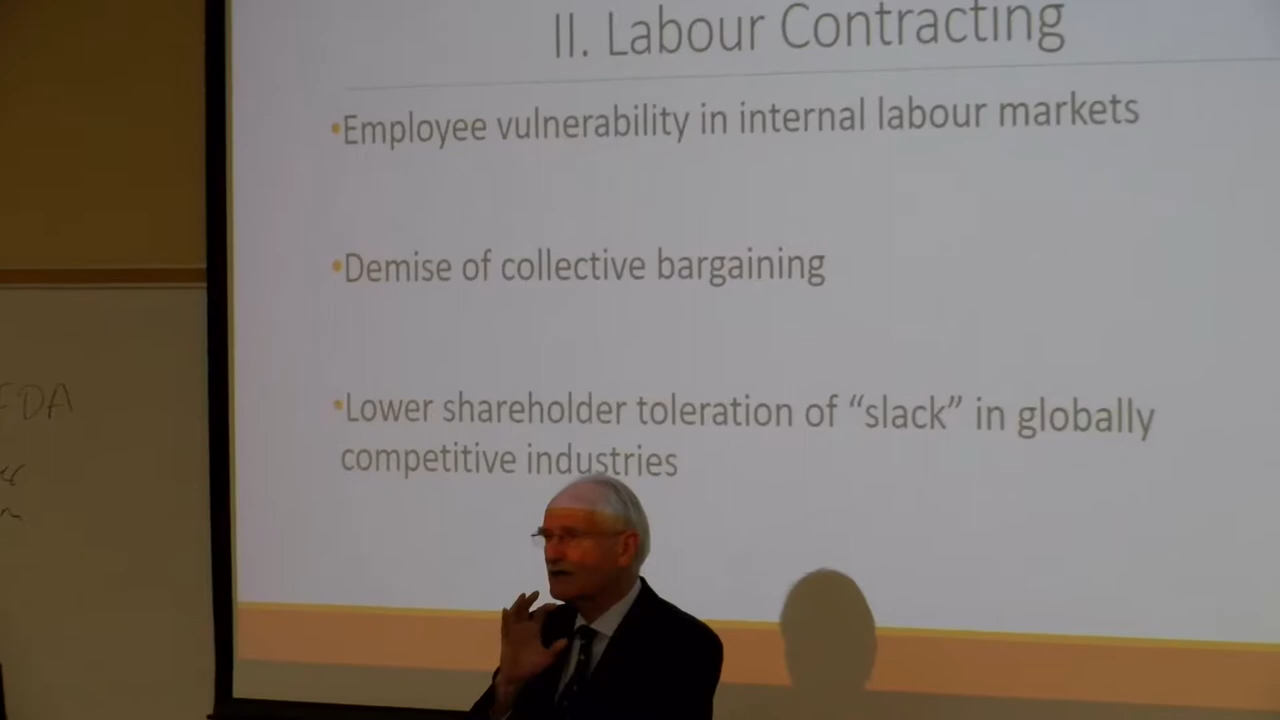 II. Labour Contracting
•Employee vulnerability in internal labour markets
•Demise of collective bargaining
•Lower shareholder toleration of “slack” in globally
competitive industries
FDA